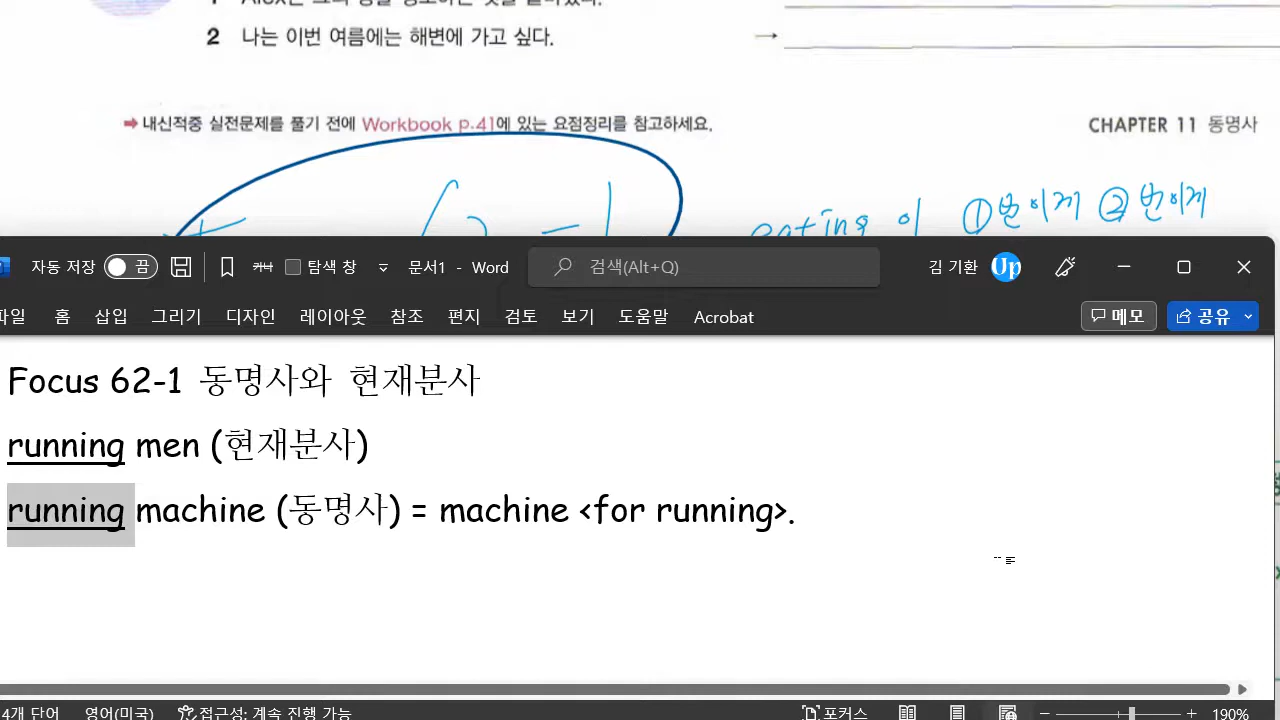 2 나는 이번 여름에는 해변에 가고 싶다. →
➡ 내신적중 실전문제를 풀기 전에 Workbook p.41에 있는 요점정리를 참고하세요.
CHAPTER 11 동명사
eating 이 ①번이게 ②번이게
자동 저장 끔 탐색 창 문서1 - Word 검색(Alt+Q) 김 기환 Up
파일 홈 삽입 그리기 디자인 레이아웃 참조 편지 검토 보기 도움말 Acrobat 메모 공유
Focus 62-1 동명사와 현재분사
running men (현재분사)
running machine (동명사) = machine <for running>.
4개 단어 영어(미국) 접근성: 계속 진행 가능 포커스 190%